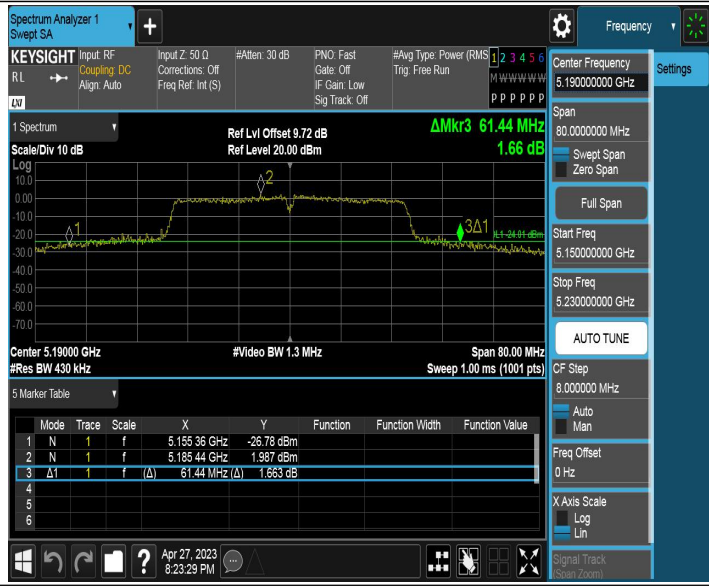 Spectrum Analyzer 1
Swept SA
Frequency
KEYSIGHT
RL
LXI
Input: RF
Coupling: DC
Align: Auto
Input Z: 50 Ω
Corrections: Off
Freq Ref: Int (S)
#Atten: 30 dB
PNO: Fast
Gate: Off
IF Gain: Low
Sig Track: Off
#Avg Type: Power (RMS
Trig: Free Run
1 2 3 4 5 6
M W W W W W
P P P P P P
1 Spectrum
Scale/Div 10 dB
Ref Lvl Offset 9.72 dB
Ref Level 20.00 dBm
ΔMkr3 61.44 MHz
1.66 dB
Log
10.0
0.00
-10.0
-20.0
-30.0
-40.0
-50.0
-60.0
-70.0
1
2
3Δ1
DL1 -24.01 dBm
Center 5.19000 GHz
#Res BW 430 kHz
#Video BW 1.3 MHz
Span 80.00 MHz
Sweep 1.00 ms (1001 pts)
5 Marker Table
Mode Trace Scale X Y Function Function Width Function Value
1 N 1 f 5.155 36 GHz -26.78 dBm
2 N 1 f 5.185 44 GHz 1.987 dBm
3 Δ1 1 f (Δ) 61.44 MHz (Δ) 1.663 dB
4
5
6
Apr 27, 2023
8:23:29 PM
Center Frequency
5.190000000 GHz
Settings
Span
80.0000000 MHz
Swept Span
Zero Span
Full Span
Start Freq
5.150000000 GHz
Stop Freq
5.230000000 GHz
AUTO TUNE
CF Step
8.000000 MHz
Auto
Man
Freq Offset
0 Hz
X Axis Scale
Log
Lin
Signal Track
(Span Zoom)